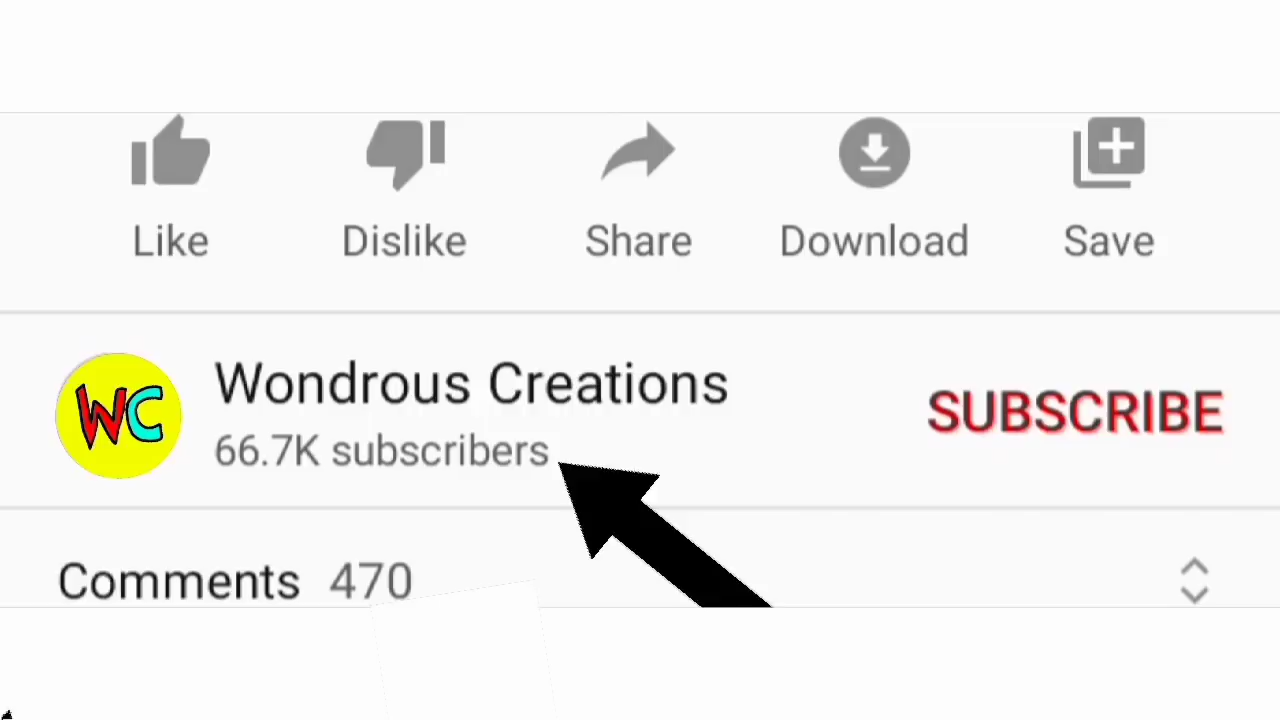 Like Dislike Share Download Save
WC
Wondrous Creations
66.7K subscribers
SUBSCRIBE
Comments 470